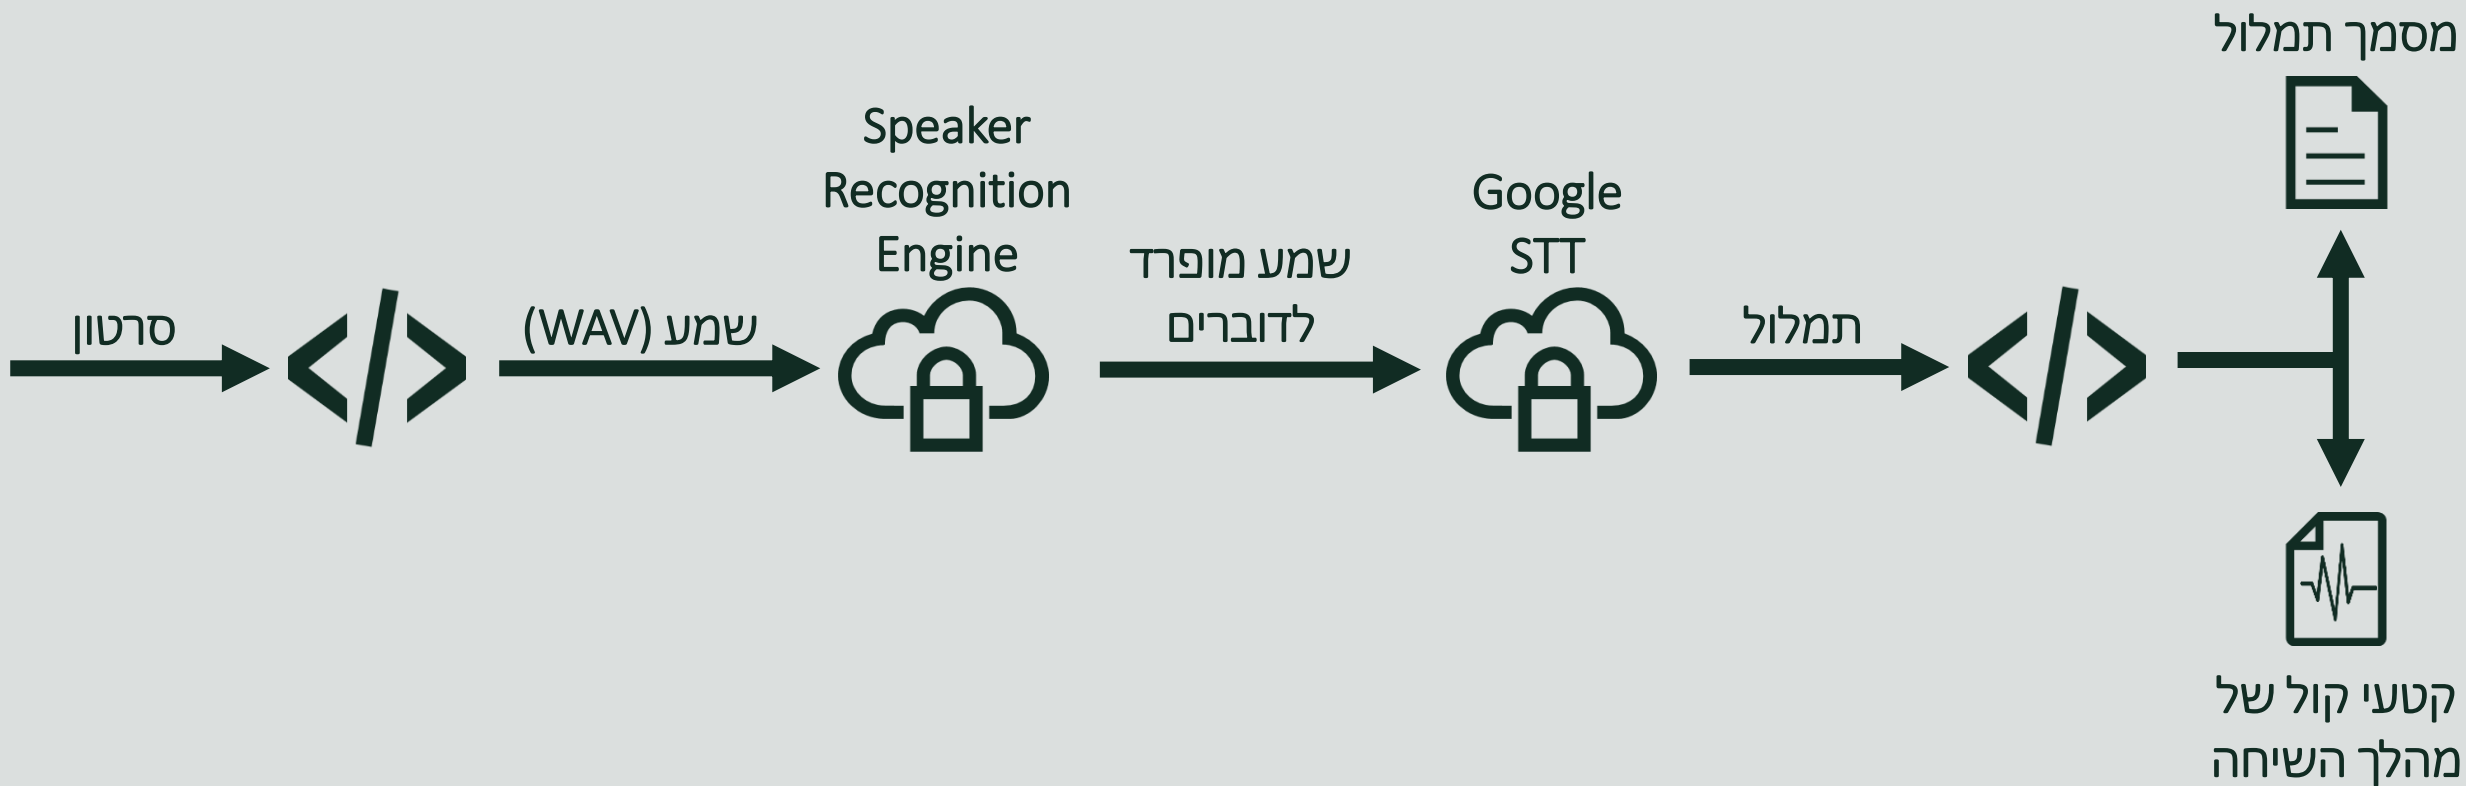 סרטון
שמע (WAV)
Speaker
Recognition
Engine
שמע מופרד
לדוברים
Google
STT
תמלול
מסמך תמלול
קטעי קול של
מהלך השיחה